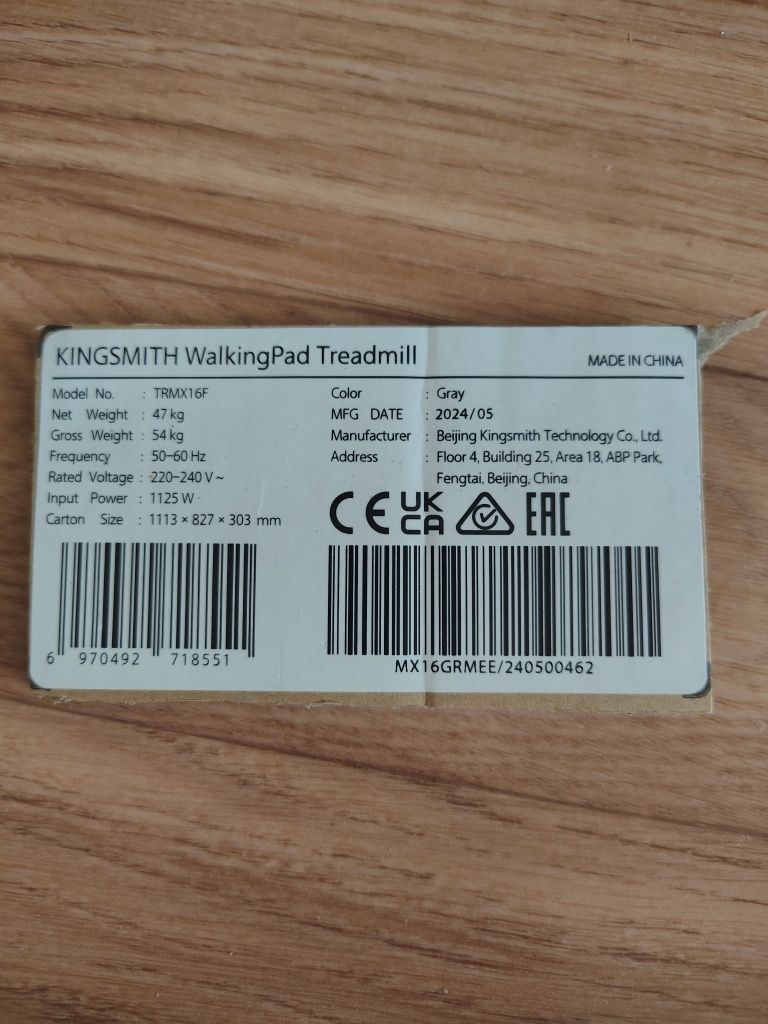 KINGSMITH WalkingPad Treadmill
MADE IN CHINA
Model No. : TRMX16F
Net Weight : 47 kg
Gross Weight : 54 kg
Frequency : 50–60 Hz
Rated Voltage : 220–240 V ~
Input Power : 1125 W
Carton Size : 1113 × 827 × 303 mm
Color : Gray
MFG DATE : 2024/05
Manufacturer : Beijing Kingsmith Technology Co., Ltd.
Address : Floor 4, Building 25, Area 18, ABP Park,
Fengtai, Beijing, China
CE UK CA EAC
6 970492 718551
MX16GRMEE/240500462